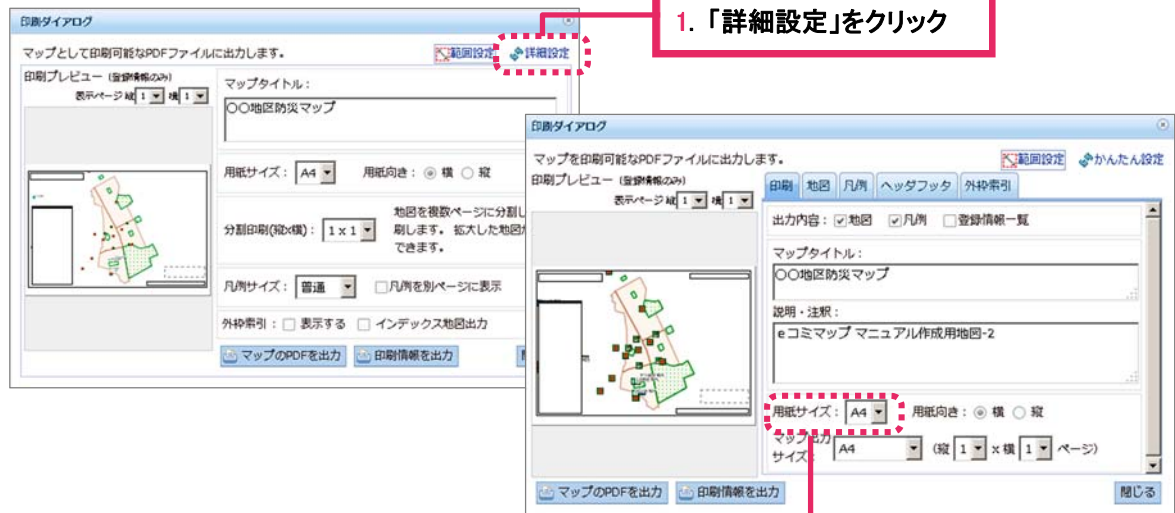 1. 「詳細設定」をクリック
印刷ダイアログ
マップとして印刷可能なPDFファイルに出力します。
範囲設定 詳細設定
印刷プレビュー (登録情報のみ)
表示ページ 縦 1 横 1
マップタイトル：
〇〇地区防災マップ
用紙サイズ： A4 用紙向き： 横 縦
分割印刷(縦x横)： 1 x 1
地図を複数ページに分割し
刷します。 拡大した地図
できます。
凡例サイズ： 普通 凡例を別ページに表示
外枠索引： 表示する インデックス地図出力
マップのPDFを出力 印刷情報を出力
印刷ダイアログ
マップを印刷可能なPDFファイルに出力します。
範囲設定 かんたん設定
印刷プレビュー (登録情報のみ)
表示ページ 縦 1 横 1
印刷 地図 凡例 ヘッダフッタ 外枠索引
出力内容： 地図 凡例 登録情報一覧
マップタイトル：
〇〇地区防災マップ
説明・注釈：
eコミマップ マニュアル作成用地図-2
用紙サイズ： A4 用紙向き： 横 縦
マップ出力
サイズ： A4 (縦 1 x 横 1 ページ)
マップのPDFを出力 印刷情報を出力
閉じる